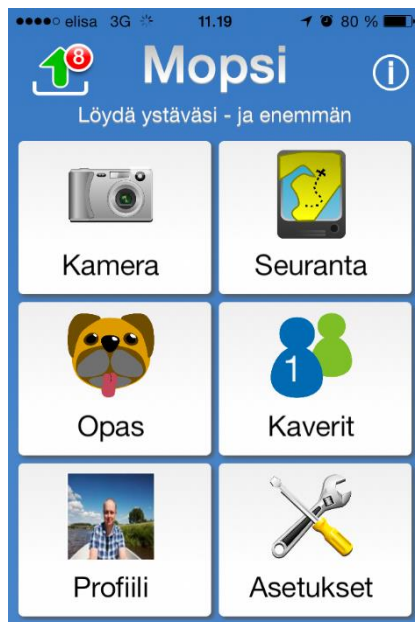 elisa 3G 11.19 80 %
8
Mopsi
Löydä ystäväsi - ja enemmän
Kamera
Seuranta
Opas
1
Kaverit
Profiili
Asetukset